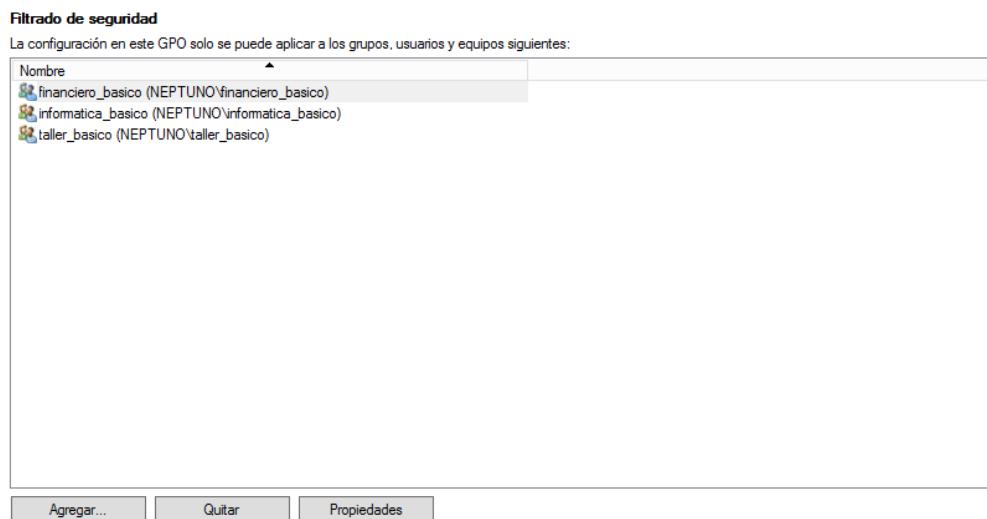 Filtrado de seguridad
La configuración en este GPO solo se puede aplicar a los grupos, usuarios y equipos siguientes:
Nombre
financiero_basico (NEPTUNO\financiero_basico)
informatica_basico (NEPTUNO\informatica_basico)
taller_basico (NEPTUNO\taller_basico)
Agregar... Quitar Propiedades